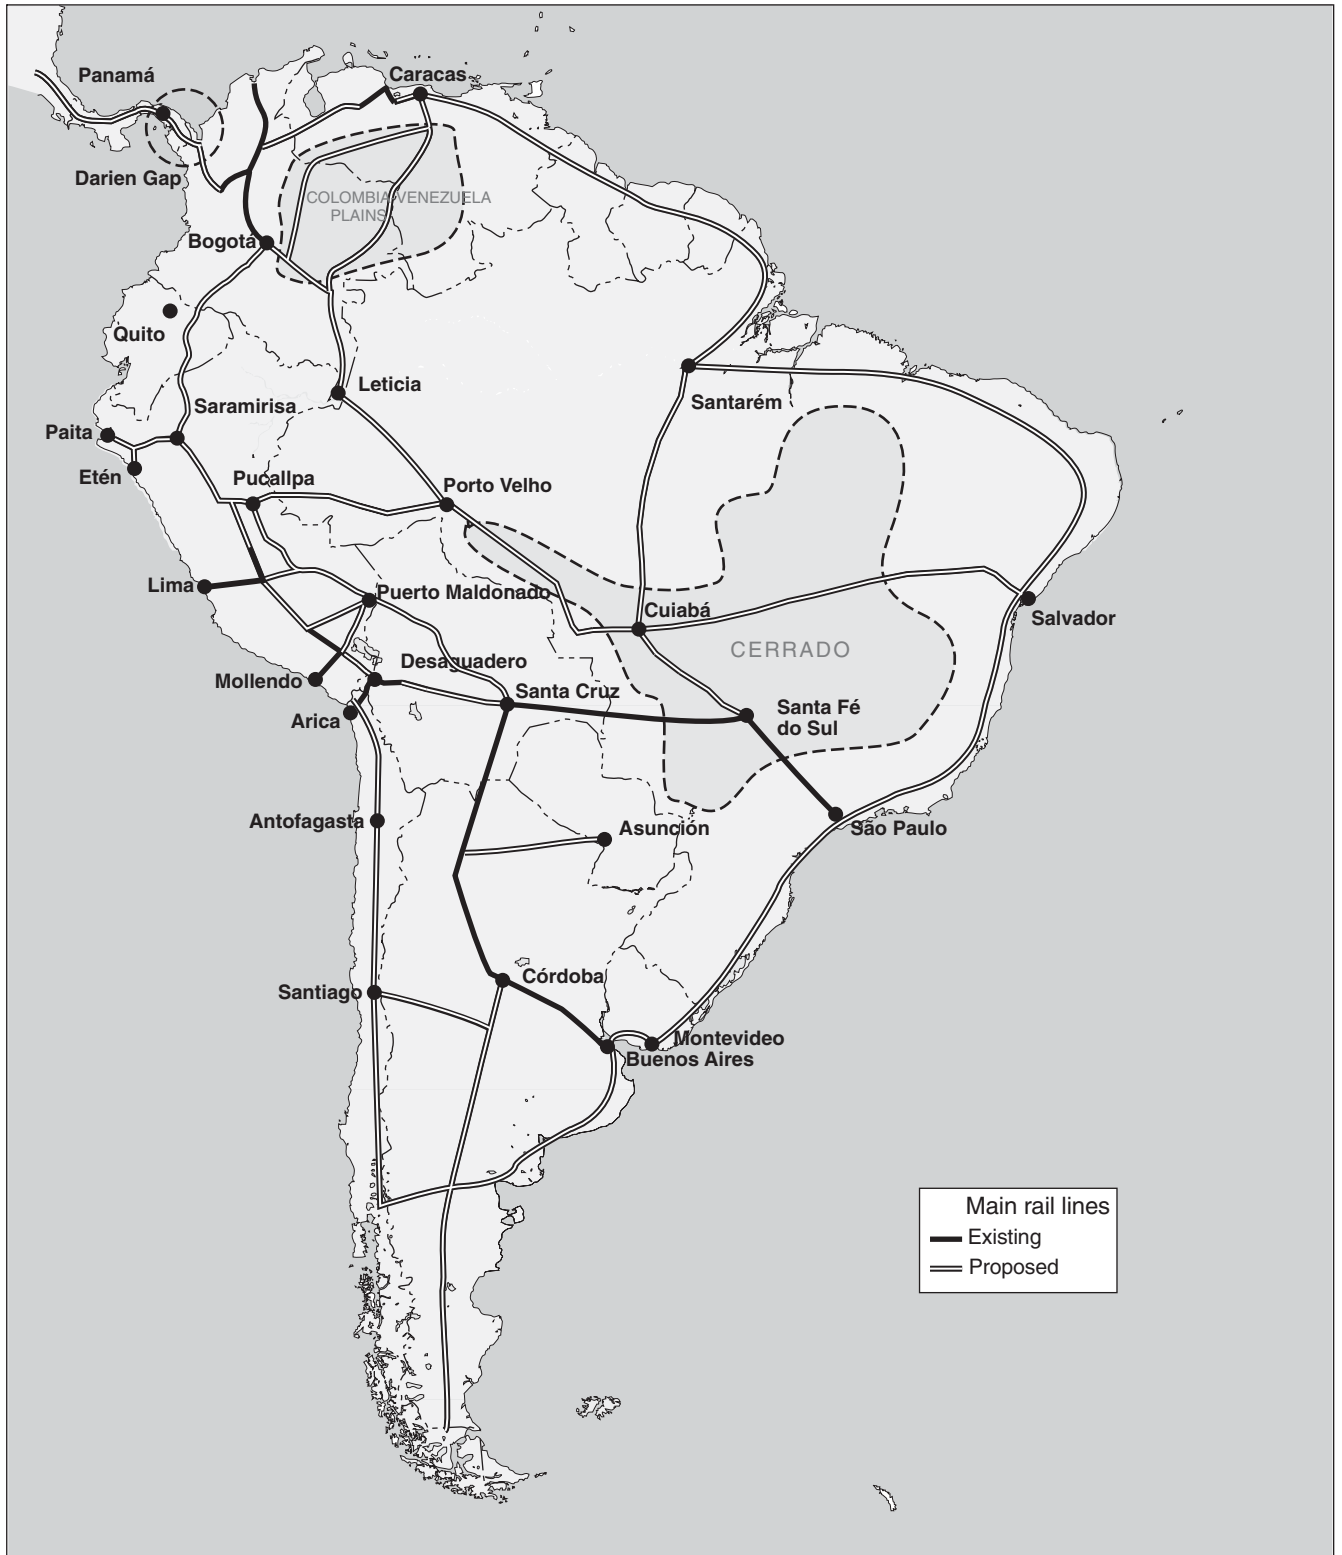 Panamá
Caracas
Darien Gap
COLOMBIA-VENEZUELA
PLAINS
Bogotá
Quito
Leticia
Saramirisa
Santarém
Paita
Etén
Pucallpa
Porto Velho
Lima
Puerto Maldonado
Cuiabá
Salvador
CERRADO
Desaguadero
Mollendo
Santa Cruz
Santa Fé
do Sul
Arica
Antofagasta
Asunción
São Paulo
Córdoba
Santiago
Montevideo
Buenos Aires
Main rail lines
Existing
Proposed